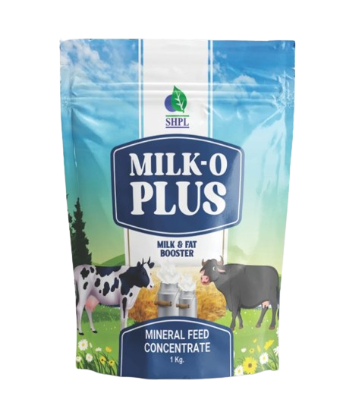 SHPL
MILK-O
PLUS
MILK & FAT
BOOSTER
MINERAL FEED
CONCENTRATE
1 Kg.